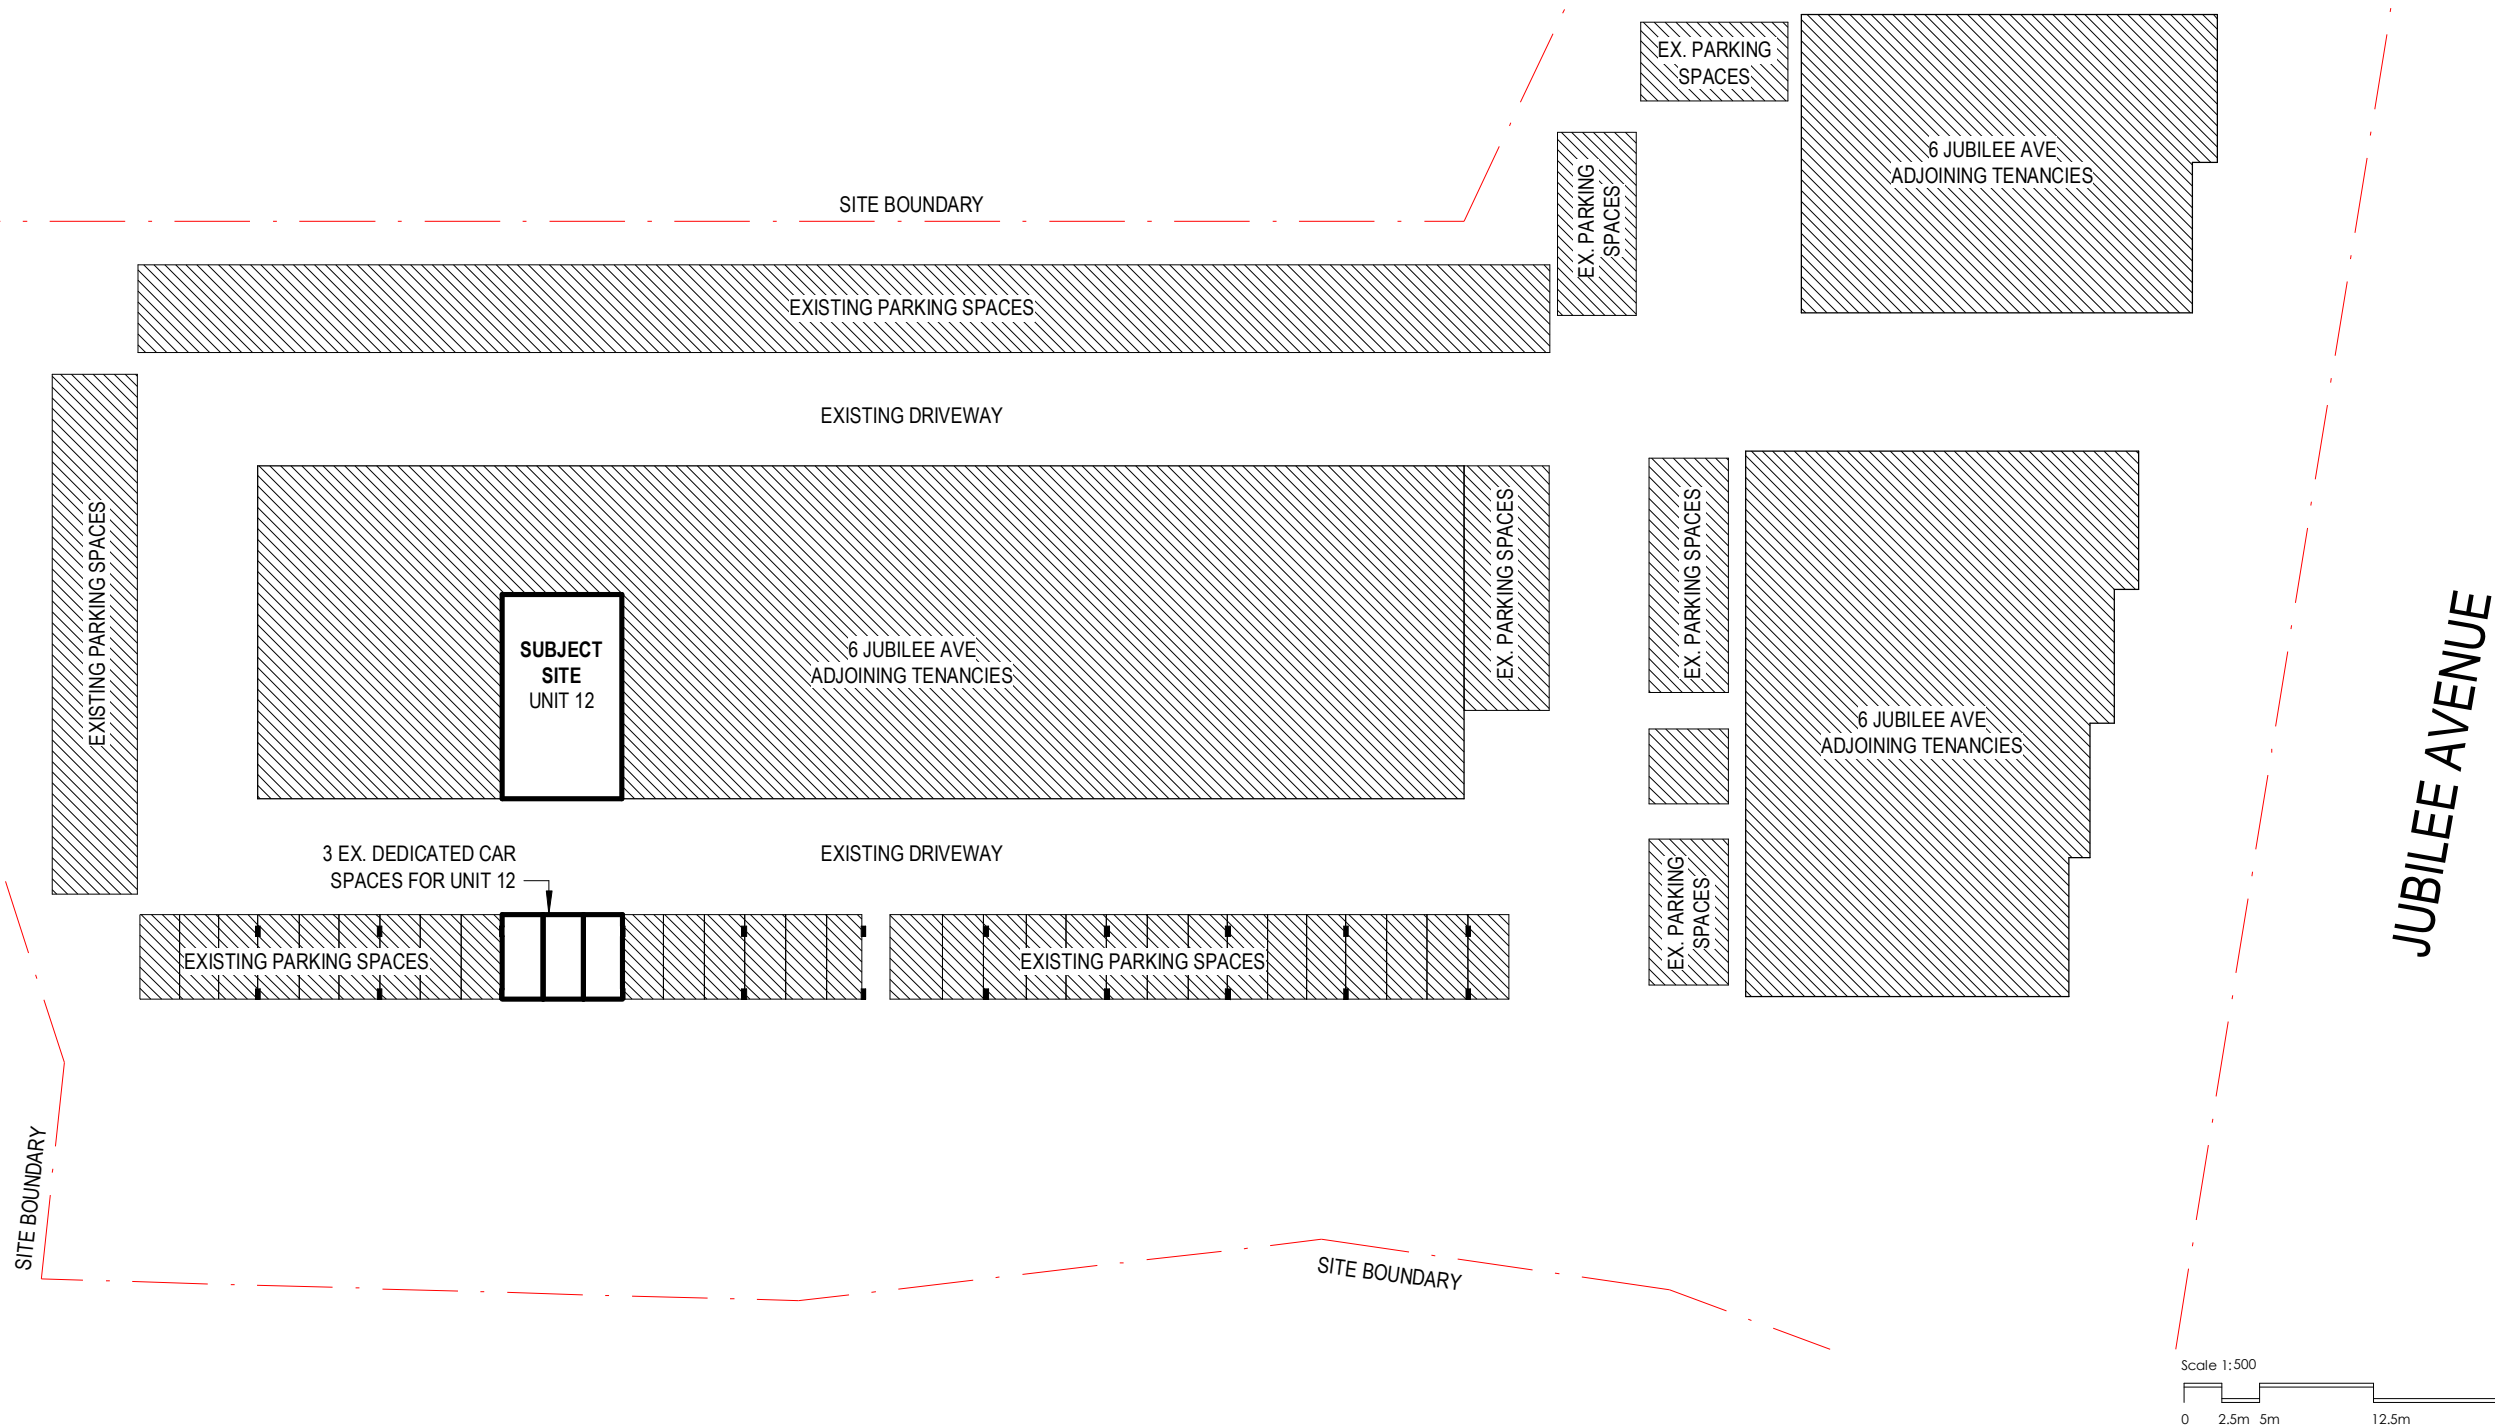 EX. PARKING
SPACES
6 JUBILEE AVE
ADJOINING TENANCIES
EX. PARKING
SPACES
SITE BOUNDARY
EXISTING PARKING SPACES
EXISTING DRIVEWAY
EXISTING PARKING SPACES
SUBJECT
SITE
UNIT 12
6 JUBILEE AVE
ADJOINING TENANCIES
EX. PARKING SPACES
EX. PARKING SPACES
6 JUBILEE AVE
ADJOINING TENANCIES
JUBILEE AVENUE
3 EX. DEDICATED CAR
SPACES FOR UNIT 12
EXISTING DRIVEWAY
EX. PARKING
SPACES
EXISTING PARKING SPACES
EXISTING PARKING SPACES
SITE BOUNDARY
SITE BOUNDARY
Scale 1:500
0 2.5m 5m 12.5m